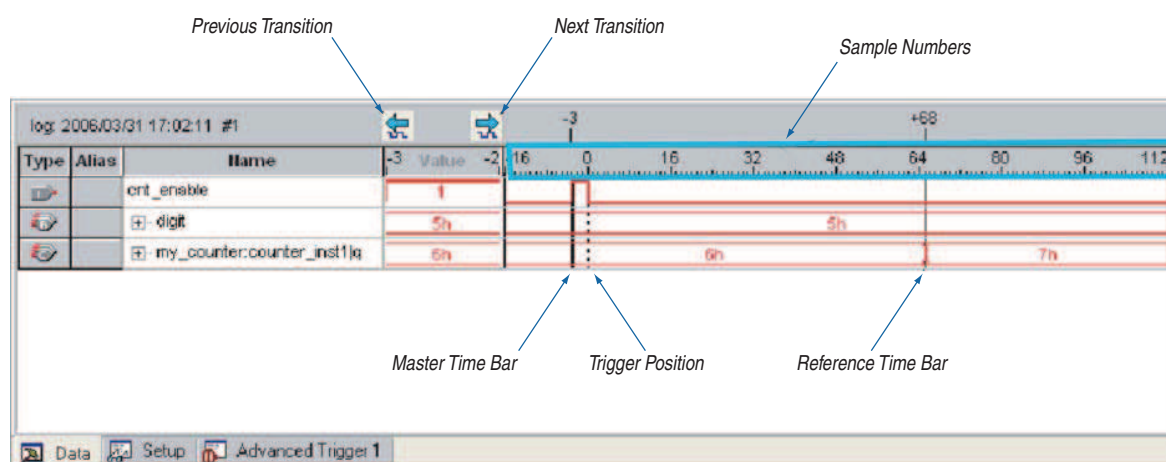 Previous Transition
Next Transition
Sample Numbers
log: 2006/03/31 17:02:11 #1
-3
+68
Type Alias Name -3 Value -2 -16 0 16 32 48 64 80 96 112
cnt_enable 1
digit 5h 5h
my_counter:counter_inst1|q 6h 6h 7h
Master Time Bar
Trigger Position
Reference Time Bar
Data Setup Advanced Trigger 1